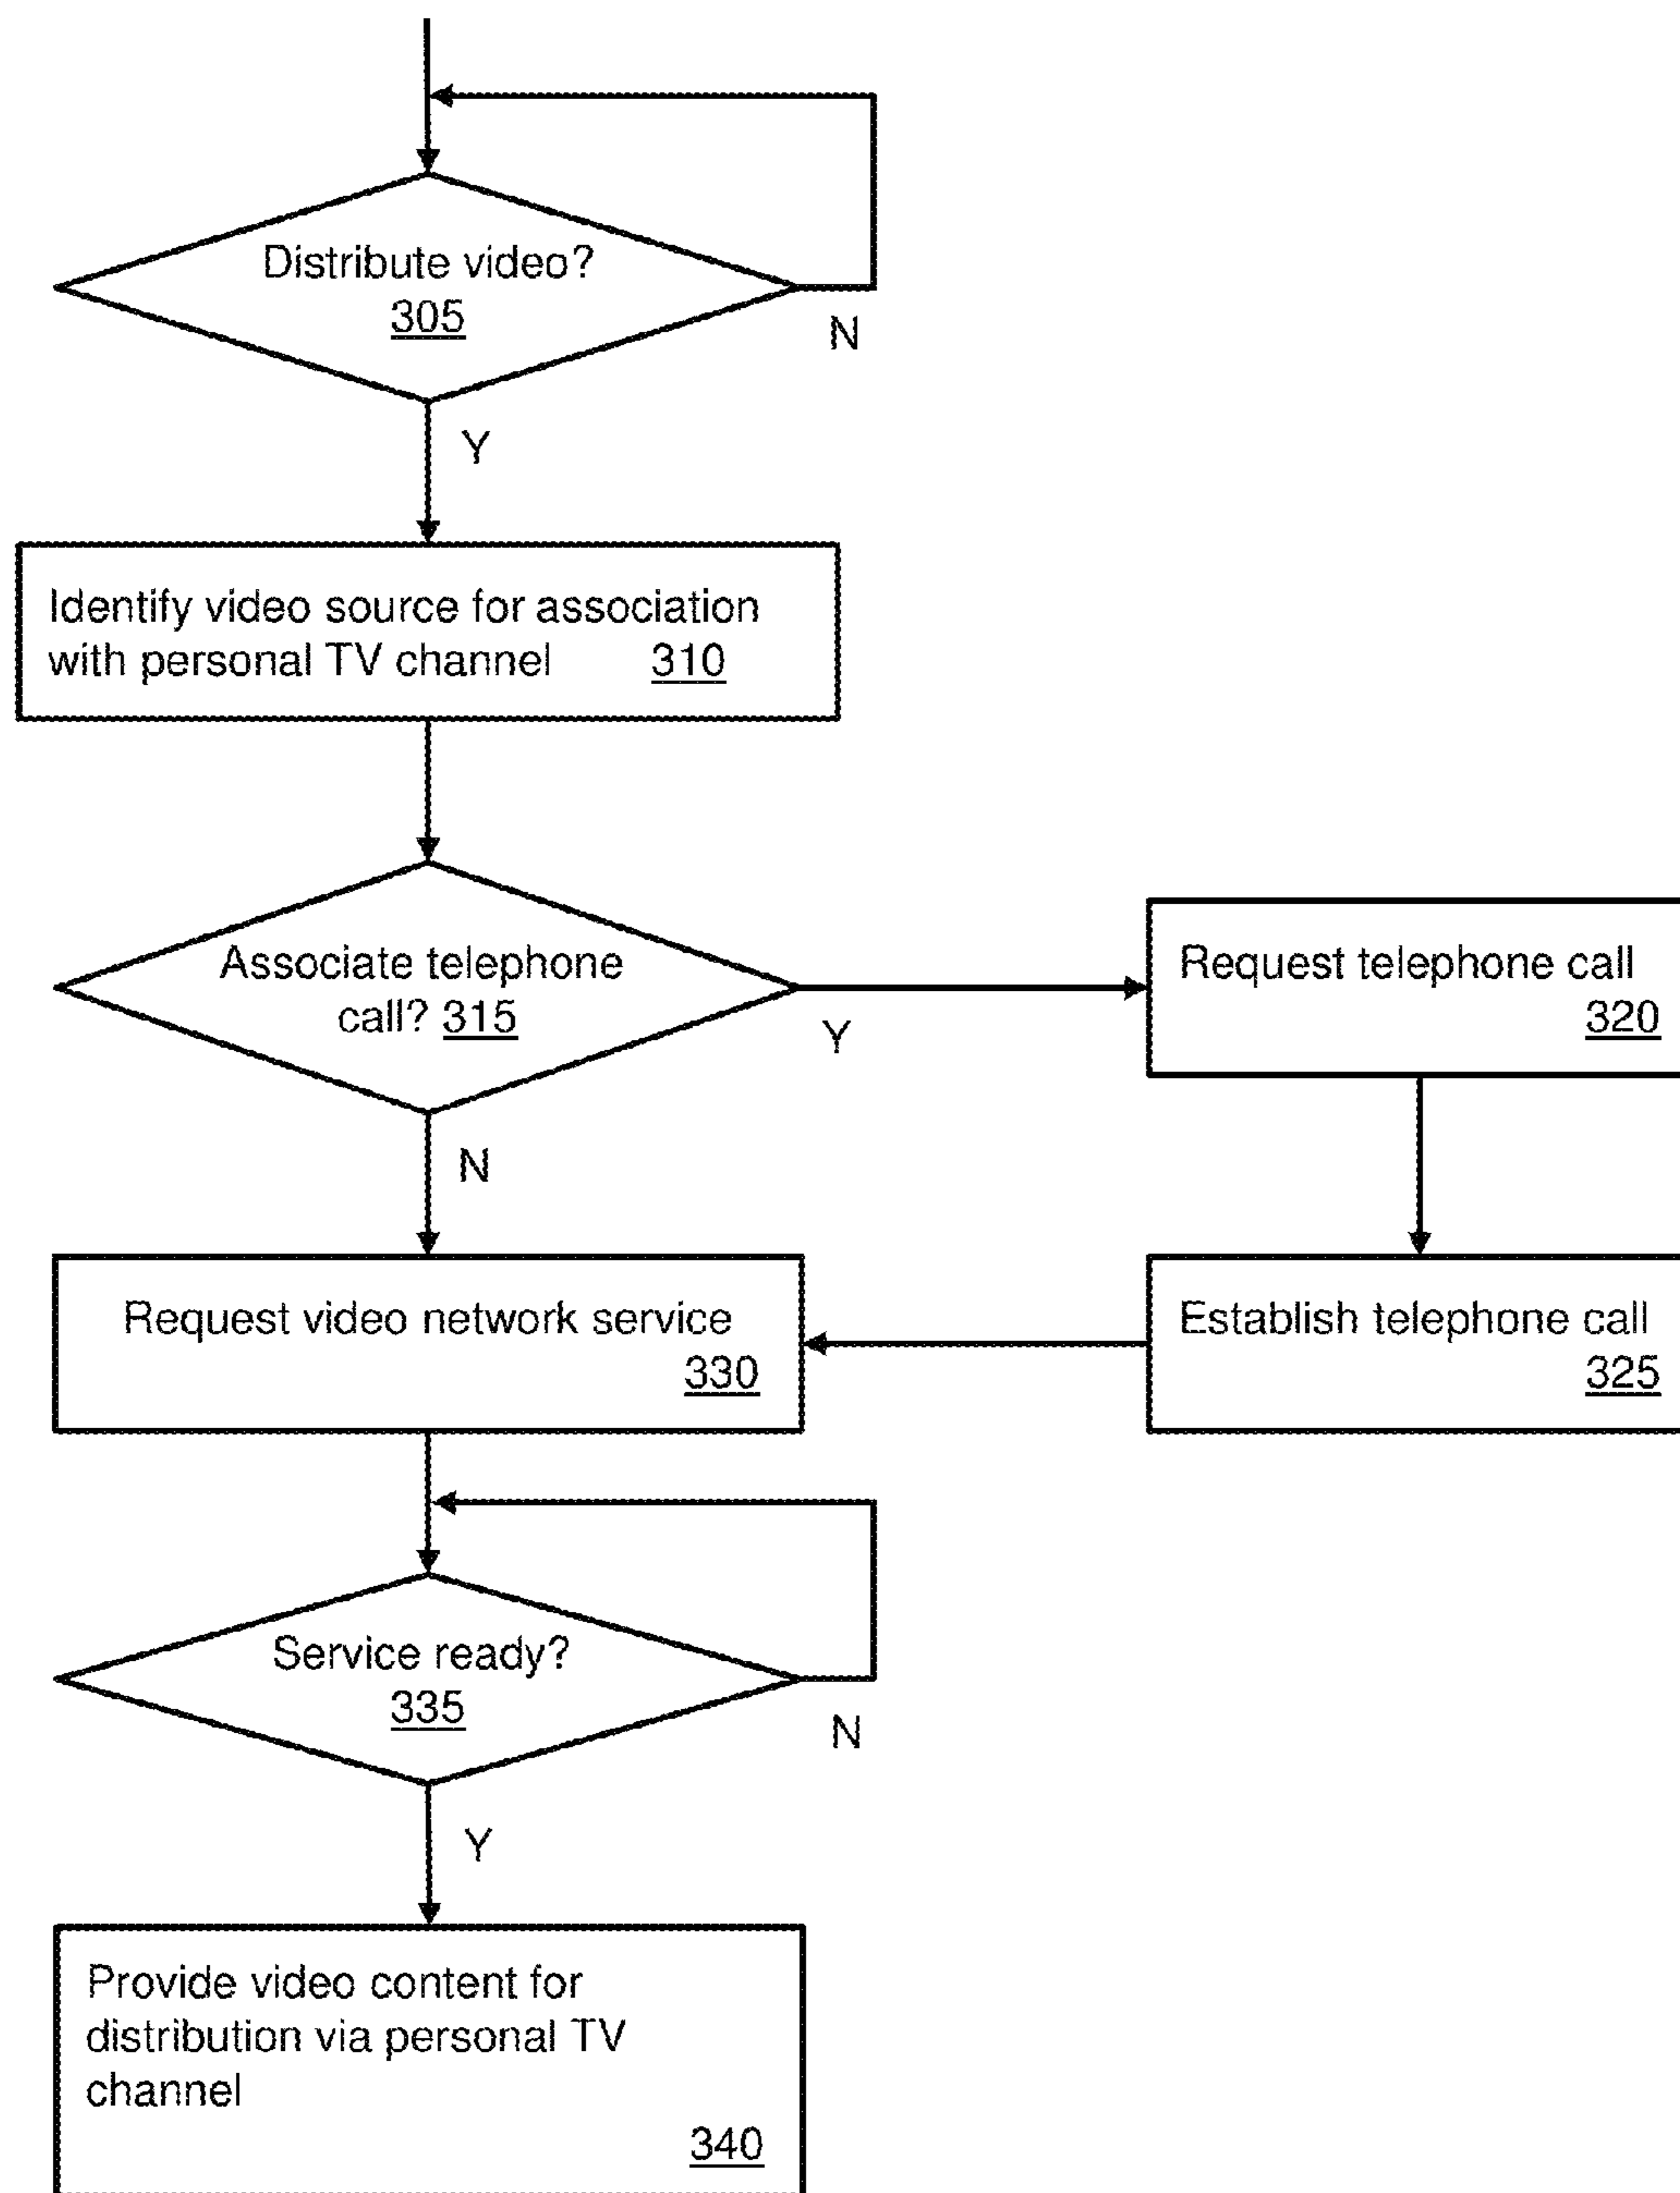 Distribute video?
305
N
Y
Identify video source for association
with personal TV channel 310
Associate telephone
call? 315
Y
N
Request telephone call
320
Request video network service
330
Establish telephone call
325
Service ready?
335
N
Y
Provide video content for
distribution via personal TV
channel
340